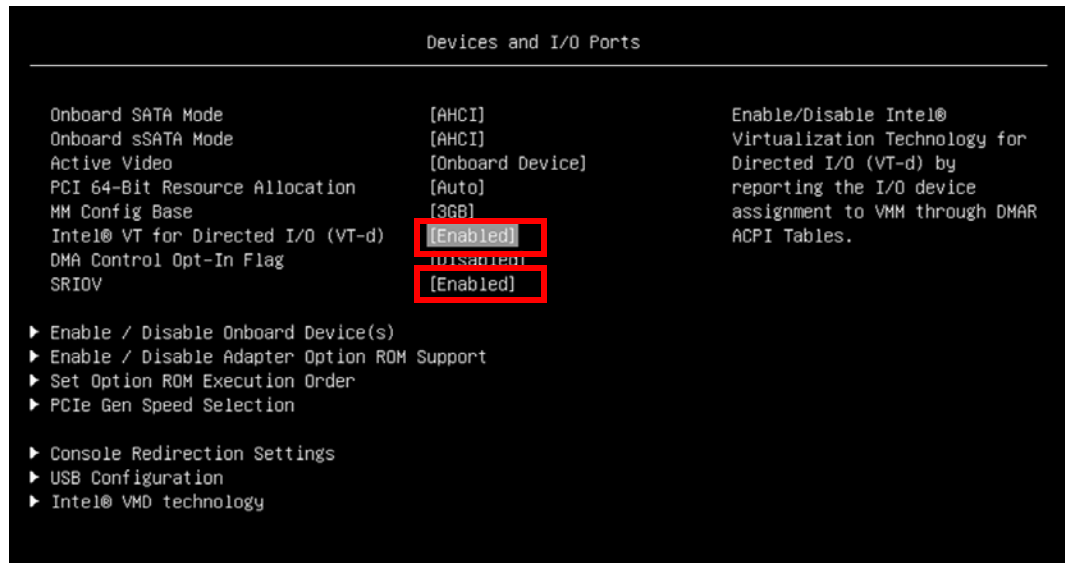 Devices and I/O Ports
Onboard SATA Mode [AHCI]
Onboard sSATA Mode [AHCI]
Active Video [Onboard Device]
PCI 64-Bit Resource Allocation [Auto]
MM Config Base [3GB]
Intel® VT for Directed I/O (VT-d) [Enabled]
DMA Control Opt-In Flag [Disabled]
SRIOV [Enabled]
Enable / Disable Onboard Device(s)
Enable / Disable Adapter Option ROM Support
Set Option ROM Execution Order
PCIe Gen Speed Selection
Console Redirection Settings
USB Configuration
Intel® VMD technology
Enable/Disable Intel®
Virtualization Technology for
Directed I/O (VT-d) by
reporting the I/O device
assignment to VMM through DMAR
ACPI Tables.